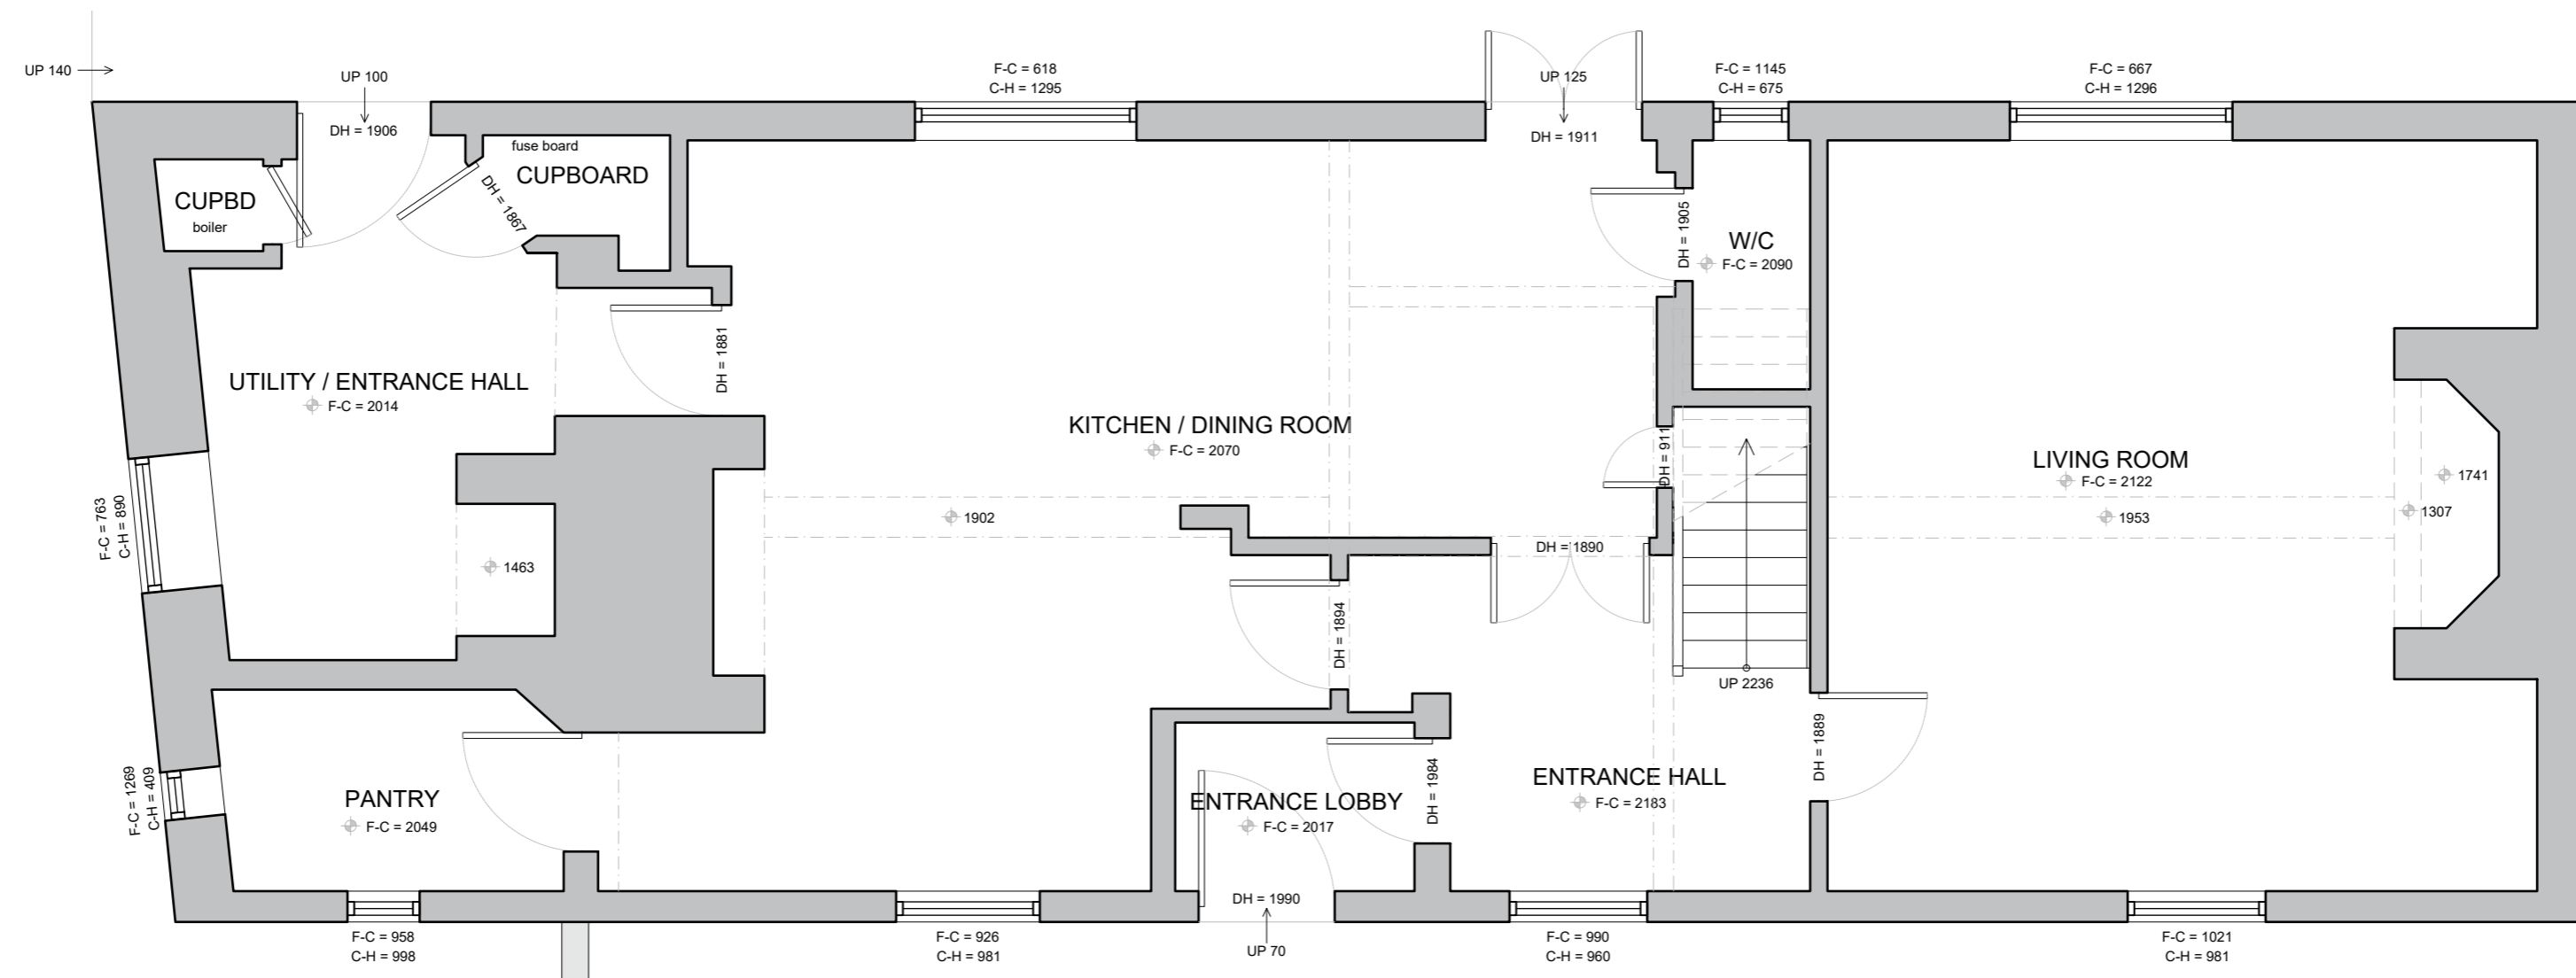 UP 140
UP 100
DH = 1906
F-C = 618
C-H = 1295
UP 125
DH = 1911
F-C = 1145
C-H = 675
F-C = 667
C-H = 1296
fuse board
CUPBOARD
DH = 1867
CUPBD
boiler
DH = 1905
W/C
F-C = 2090
DH = 1881
UTILITY / ENTRANCE HALL
F-C = 2014
KITCHEN / DINING ROOM
F-C = 2070
DH = 911
LIVING ROOM
F-C = 2122
1741
1307
1902
1953
F-C = 763
C-H = 890
1463
DH = 1890
DH = 1894
UP 2236
DH = 1889
F-C = 1269
C-H = 409
PANTRY
F-C = 2049
ENTRANCE LOBBY
F-C = 2017
DH = 1984
ENTRANCE HALL
F-C = 2183
DH = 1990
UP 70
F-C = 958
C-H = 998
F-C = 926
C-H = 981
F-C = 990
C-H = 960
F-C = 1021
C-H = 981